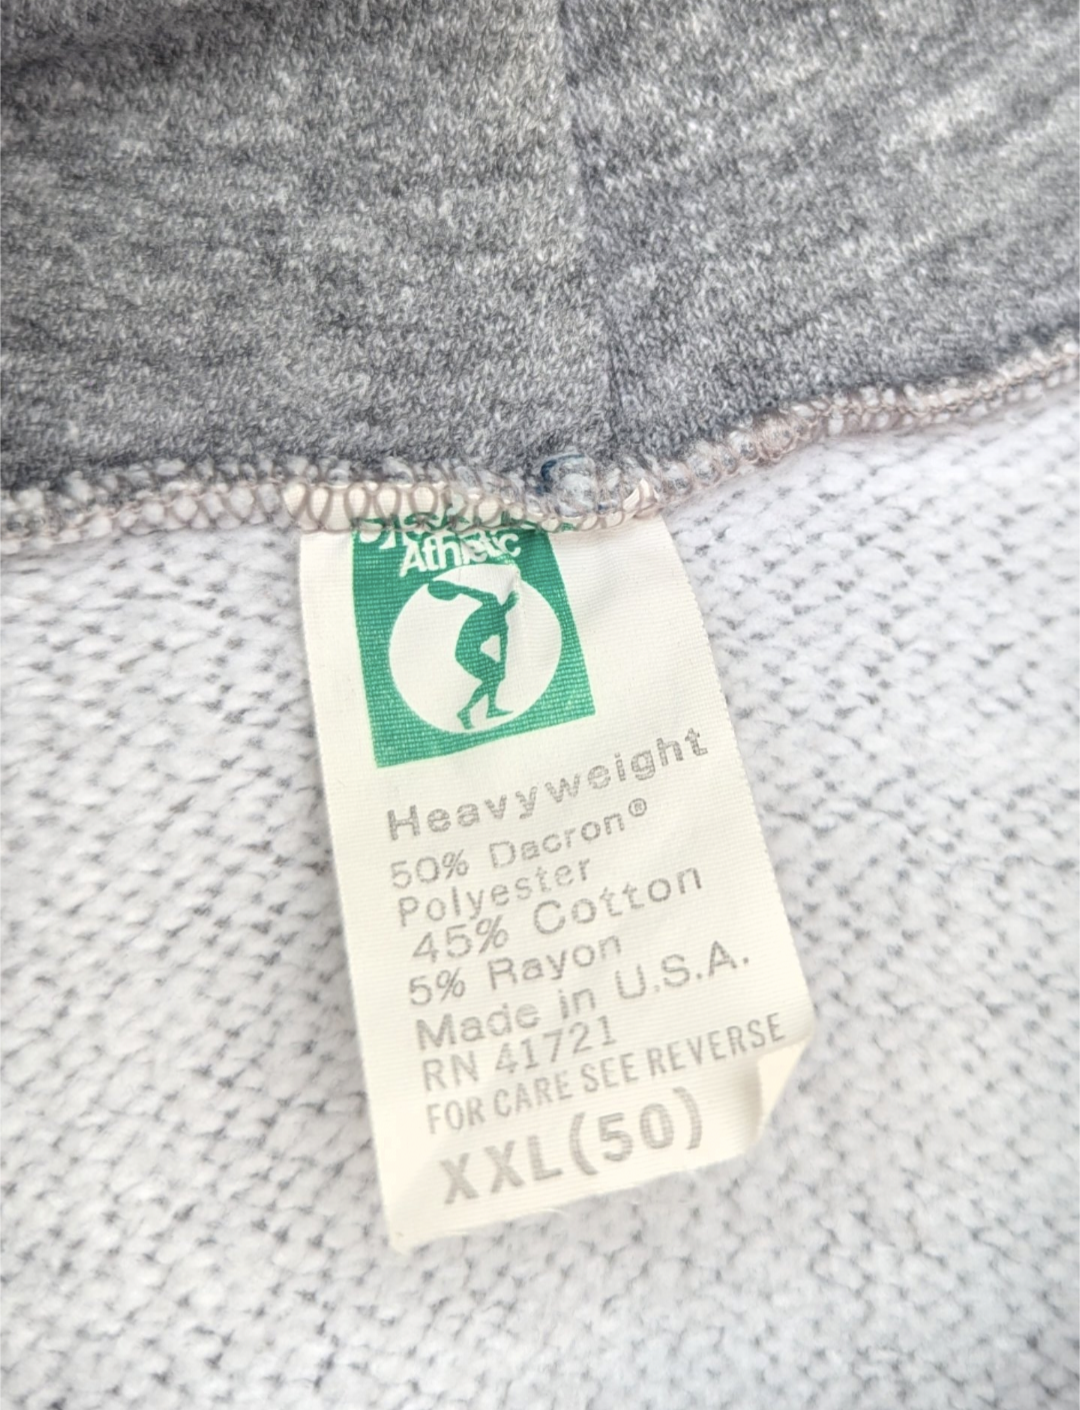 Athletic
Heavyweight
50% Dacron®
Polyester
45% Cotton
5% Rayon
Made in U.S.A.
RN 41721
FOR CARE SEE REVERSE
XXL(50)